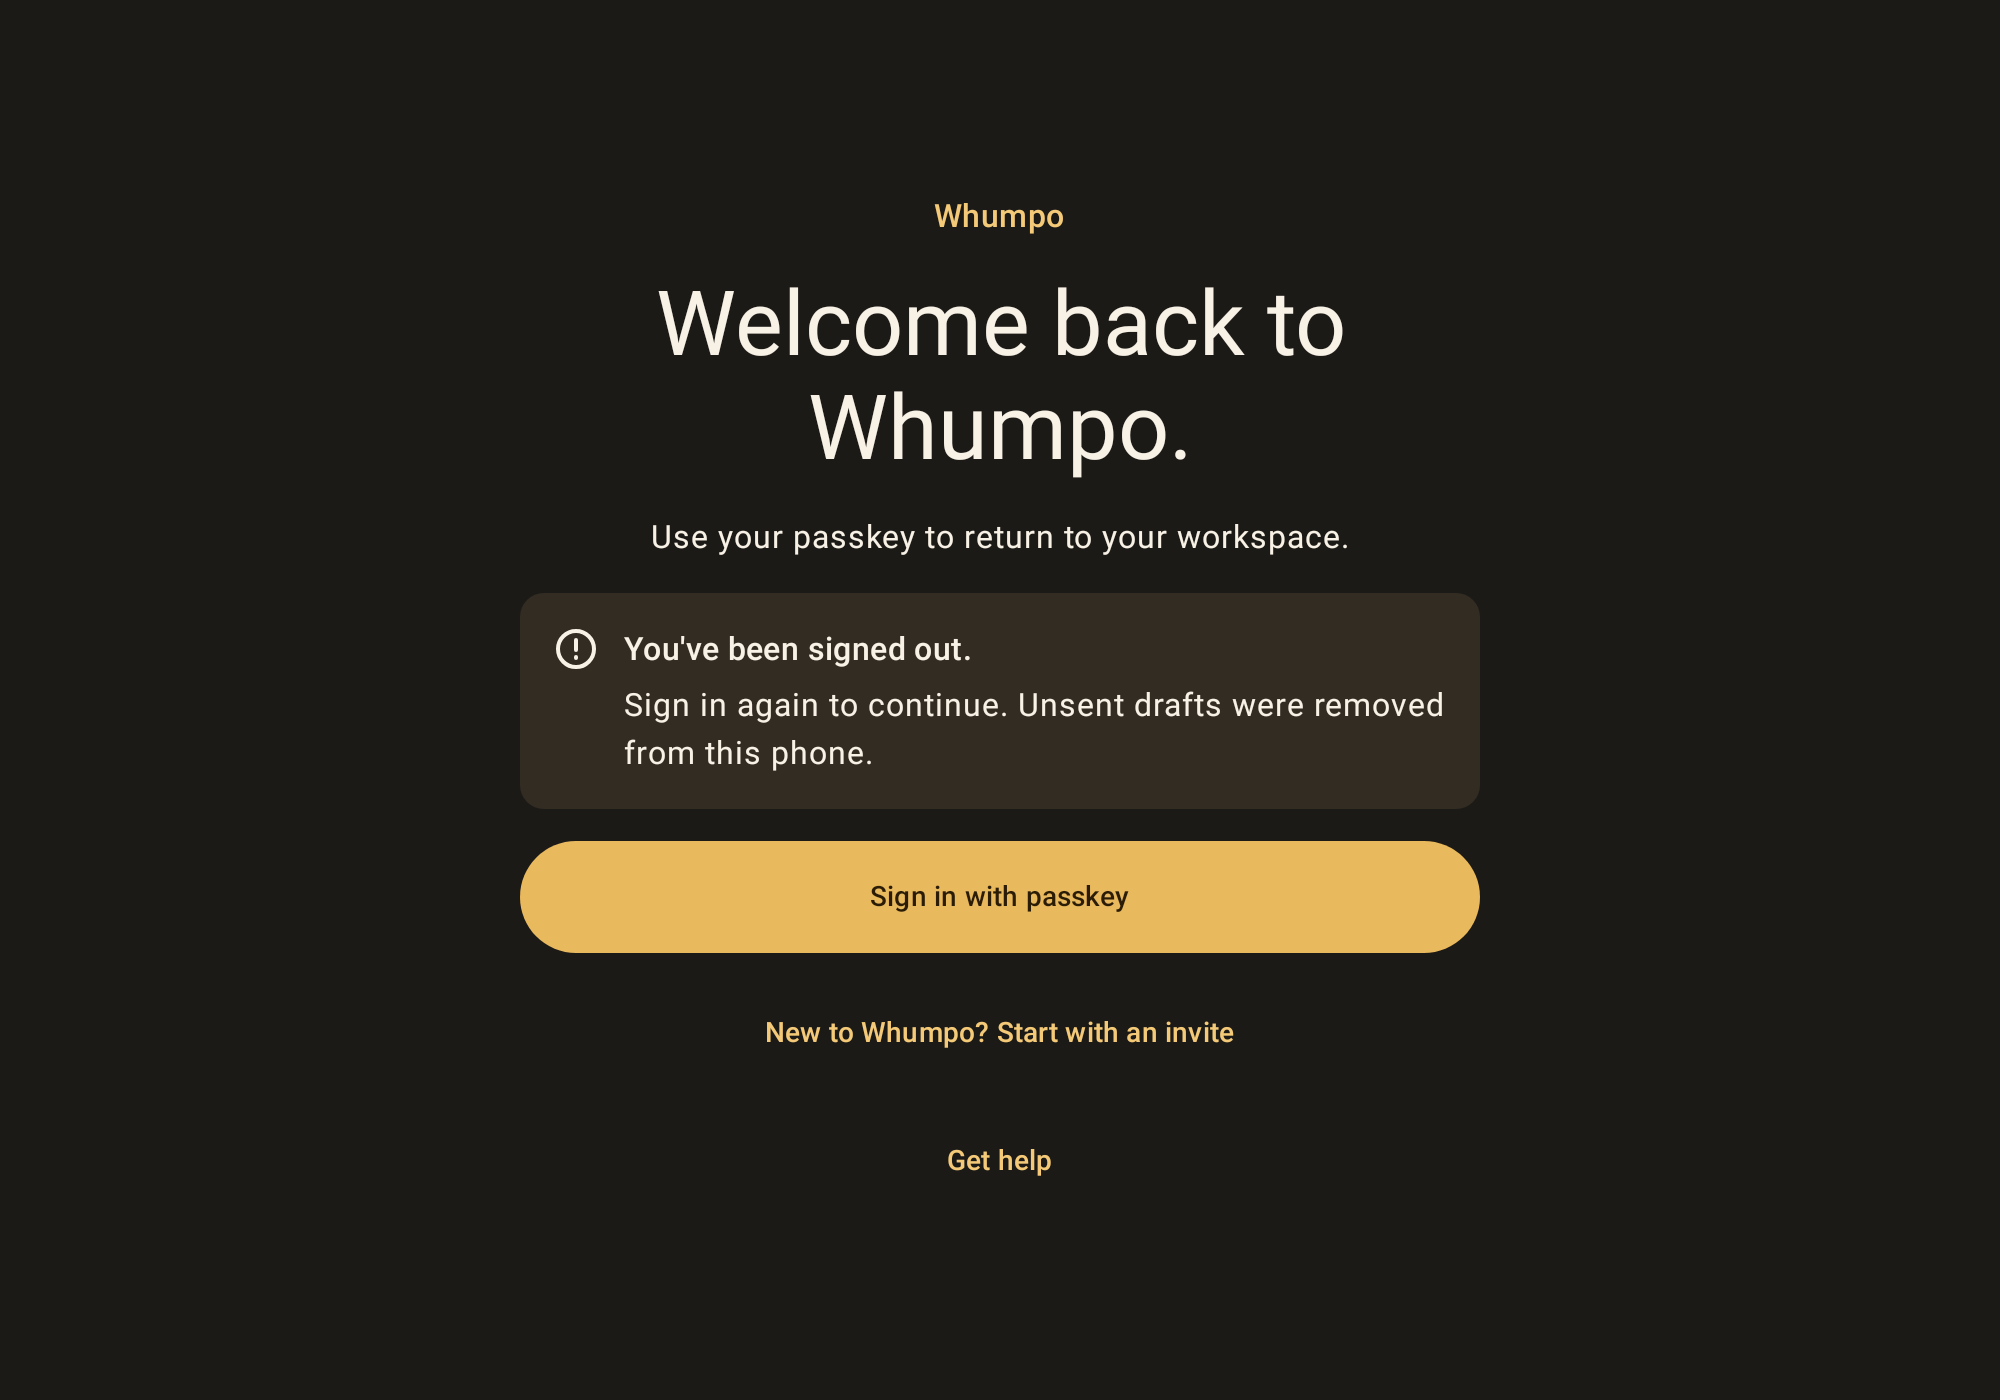 Whumpo
Welcome back to
Whumpo.
Use your passkey to return to your workspace.
You've been signed out.
Sign in again to continue. Unsent drafts were removed
from this phone.
Sign in with passkey
New to Whumpo? Start with an invite
Get help